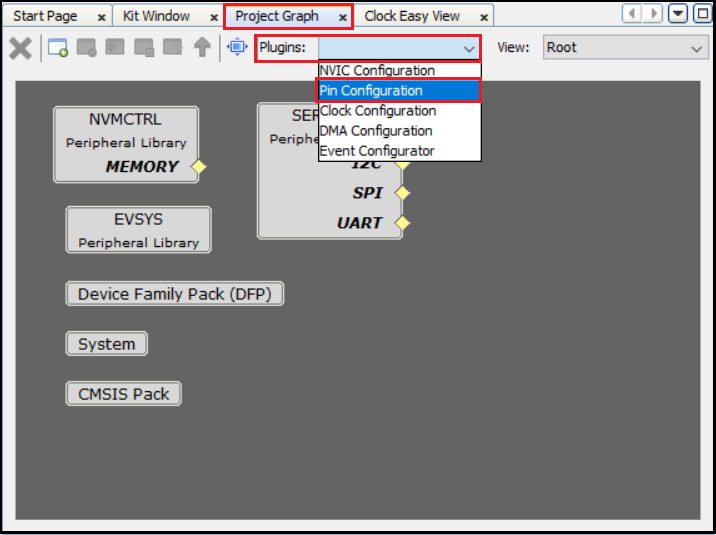 Start Page x Kit Window x Project Graph x Clock Easy View x
Plugins: View: Root
NVIC Configuration
Pin Configuration
Clock Configuration
DMA Configuration
Event Configurator
NVMCTRL
Peripheral Library
MEMORY
SER
Periphe
I2C
SPI
UART
EVSYS
Peripheral Library
Device Family Pack (DFP)
System
CMSIS Pack